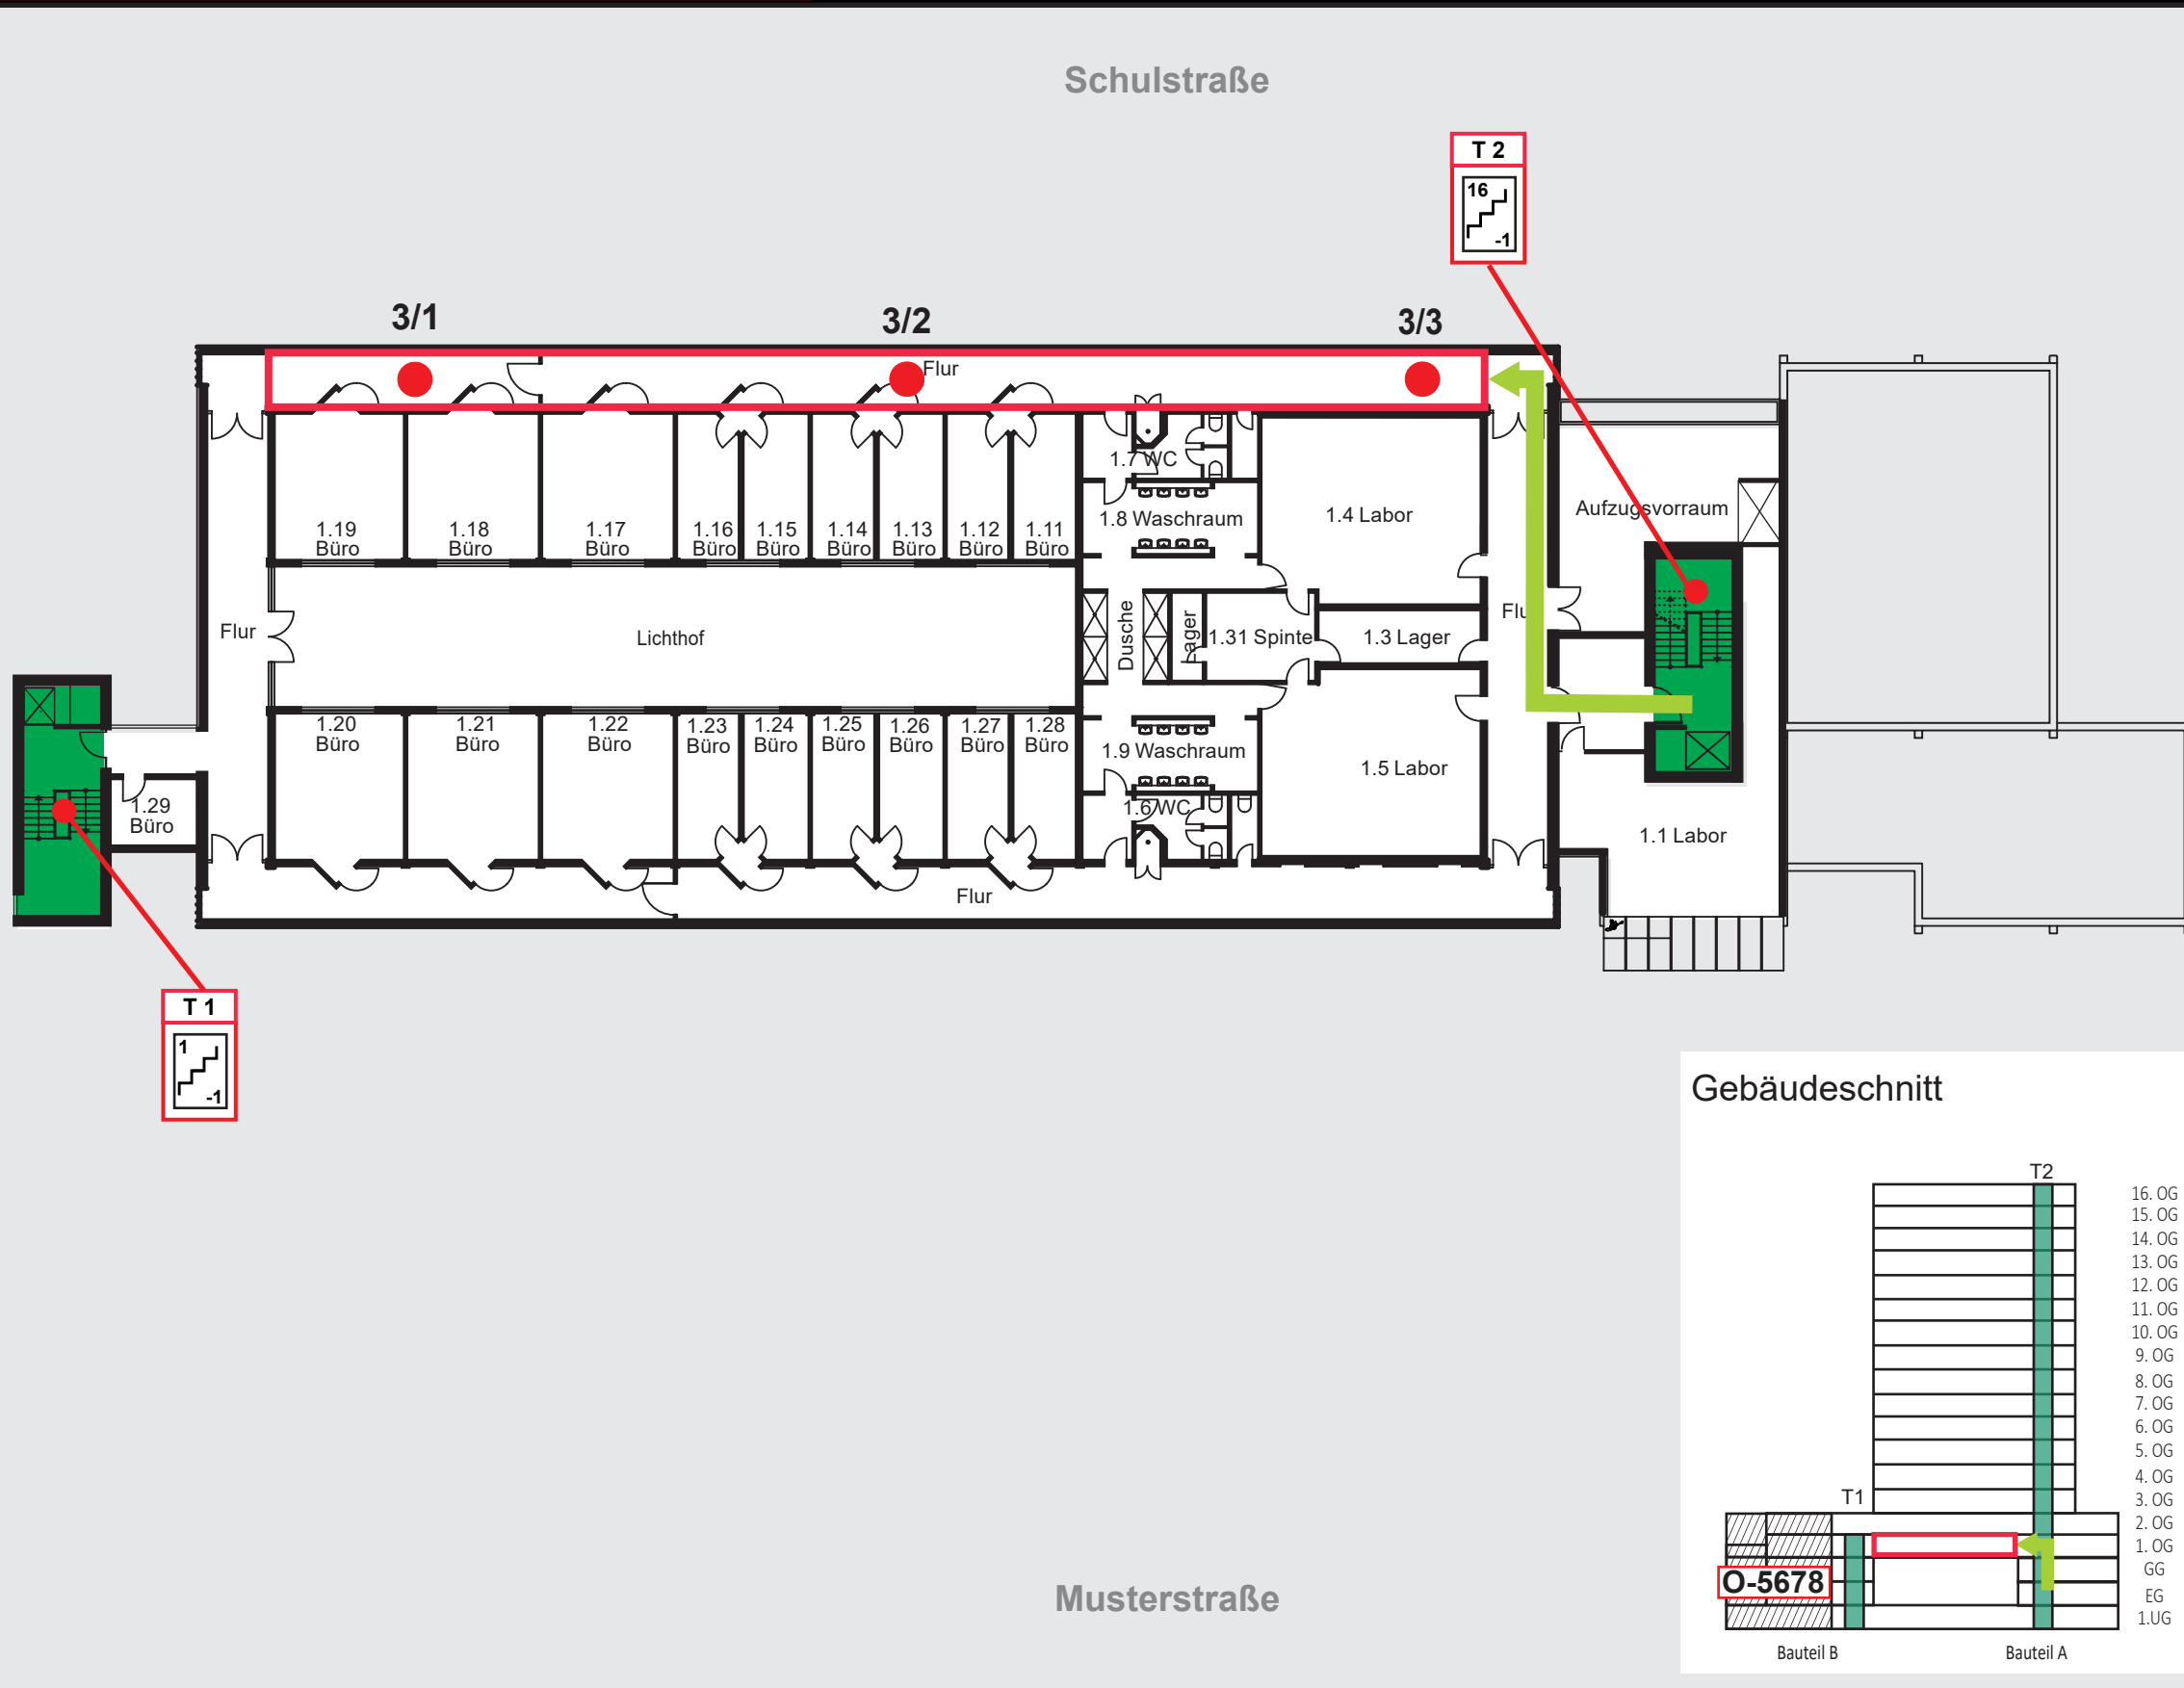 Schulstraße
T 2
16
-1
3/1
3/2
3/3
Flur
1.7 WC
Aufzugsvorraum
1.8 Waschraum
1.4 Labor
1.19
Büro
1.18
Büro
1.17
Büro
1.16
Büro
1.15
Büro
1.14
Büro
1.13
Büro
1.12
Büro
1.11
Büro
Flur
Lichthof
Dusche
Lager
1.31 Spinte
1.3 Lager
1.20
Büro
1.21
Büro
1.22
Büro
1.23
Büro
1.24
Büro
1.25
Büro
1.26
Büro
1.27
Büro
1.28
Büro
1.9 Waschraum
1.5 Labor
1.29
Büro
1.6 WC
1.1 Labor
Flur
T 1
1
-1
Gebäudeschnitt
T2
16. OG
15. OG
14. OG
13. OG
12. OG
11. OG
10. OG
9. OG
8. OG
7. OG
6. OG
5. OG
4. OG
T1
3. OG
2. OG
1. OG
GG
O-5678
EG
1.UG
Bauteil B
Bauteil A
Musterstraße